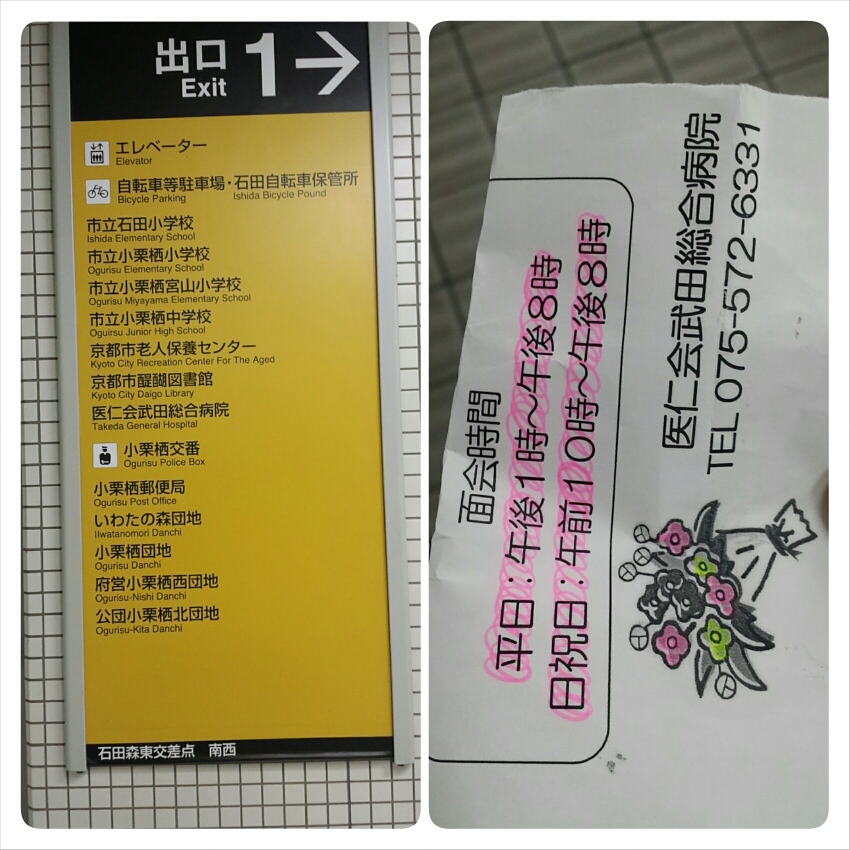 出口 1 →
Exit
エレベーター
Elevator
自転車等駐車場・石田自転車保管所
Bicycle Parking Ishida Bicycle Pound
市立石田小学校
Ishida Elementary School
市立小栗栖小学校
Ogurisu Elementary School
市立小栗栖宮山小学校
Ogurisu Miyayama Elementary School
市立小栗栖中学校
Oguirsu Junior High School
京都市老人保養センター
Kyoto City Recreation Center For The Aged
京都市醍醐図書館
Kyoto City Daigo Library
医仁会武田総合病院
Takeda General Hospital
小栗栖交番
Ogurisu Police Box
小栗栖郵便局
Ogurisu Post Office
いわたの森団地
IIwatanomori Danchi
小栗栖団地
Ogurisu Danchi
府営小栗栖西団地
Ogurisu-Nishi Danchi
公団小栗栖北団地
Ogurisu-Kita Danchi
石田森東交差点 南西
面会時間
平日：午後1時〜午後8時
日祝日：午前10時〜午後8時
医仁会武田総合病院
TEL 075-572-6331